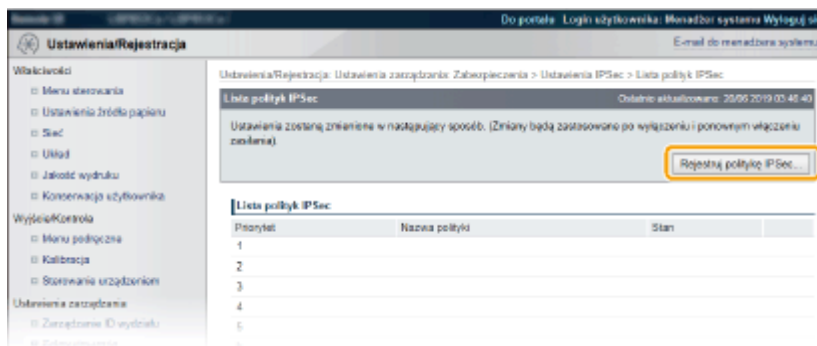 Do portalu Login użytkownika: Menadżer systemu Wyloguj si
Ustawienia/Rejestracja
E-mail do menadżera systemu
Właściwości
Menu sterowania
Ustawienia źródła papieru
Sieć
Układ
Jakość wydruku
Konserwacja użytkownika
Wyjście/Kontrola
Menu podręczne
Kalibracja
Sterowanie urządzeniem
Ustawienia zarządzania
Zarządzanie ID wydziału
Ustawienia/Rejestracja: Ustawienia zarządzania: Zabezpieczenia > Ustawienia IPSec > Lista polityk IPSec
Lista polityk IPSec
Ostatnio aktualizowano: 20/06 2019 03:46:40
Ustawienia zostaną zmienione w następujący sposób. (Zmiany będą zastosowane po wyłączeniu i ponownym włączeniu
zasilania).
Rejestruj politykę IPSec...
Lista polityk IPSec
Priorytet Nazwa polityki Stan
1
2
3
4
5